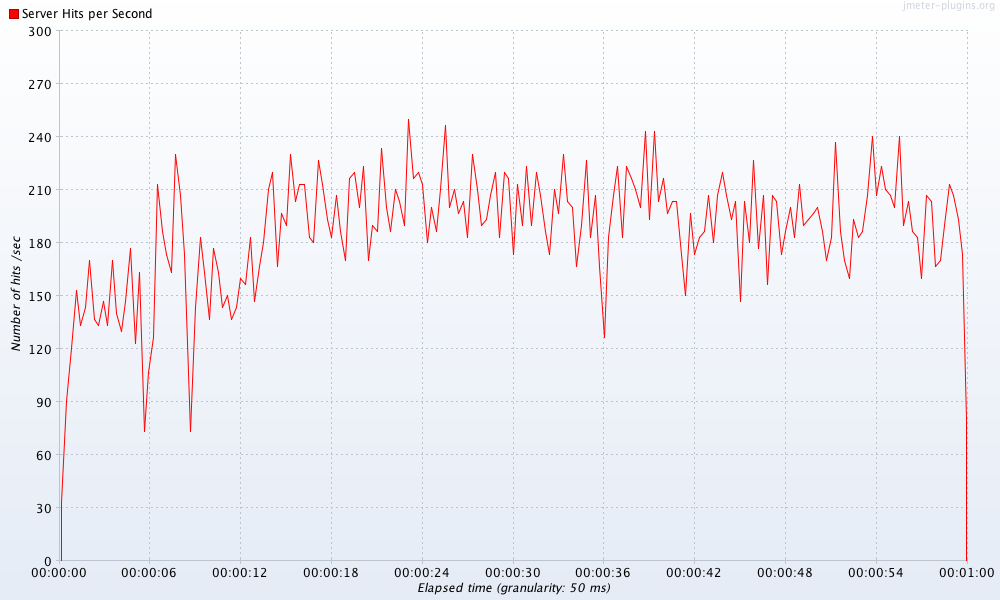 jmeter-plugins.org
Server Hits per Second
300
270
240
210
180
150
120
90
60
30
0
Number of hits /sec
00:00:00 00:00:06 00:00:12 00:00:18 00:00:24 00:00:30 00:00:36 00:00:42 00:00:48 00:00:54 00:01:00
Elapsed time (granularity: 50 ms)